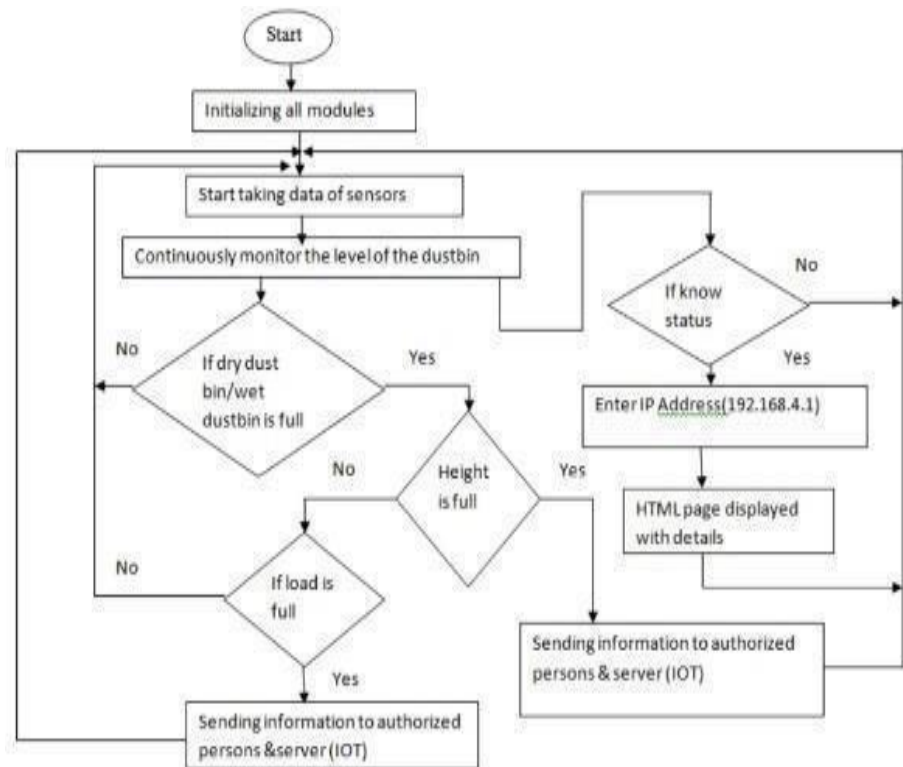 Start
Initializing all modules
Start taking data of sensors
Continuously monitor the level of the dustbin
No
If know
status
No
If dry dust
bin/wet
dustbin is full
Yes
Yes
Enter IP Address(192.168.4.1)
No
Height
is full
Yes
HTML page displayed
with details
No
If load is
full
Sending information to authorized
persons & server (IOT)
Yes
Sending information to authorized
persons &server (IOT)